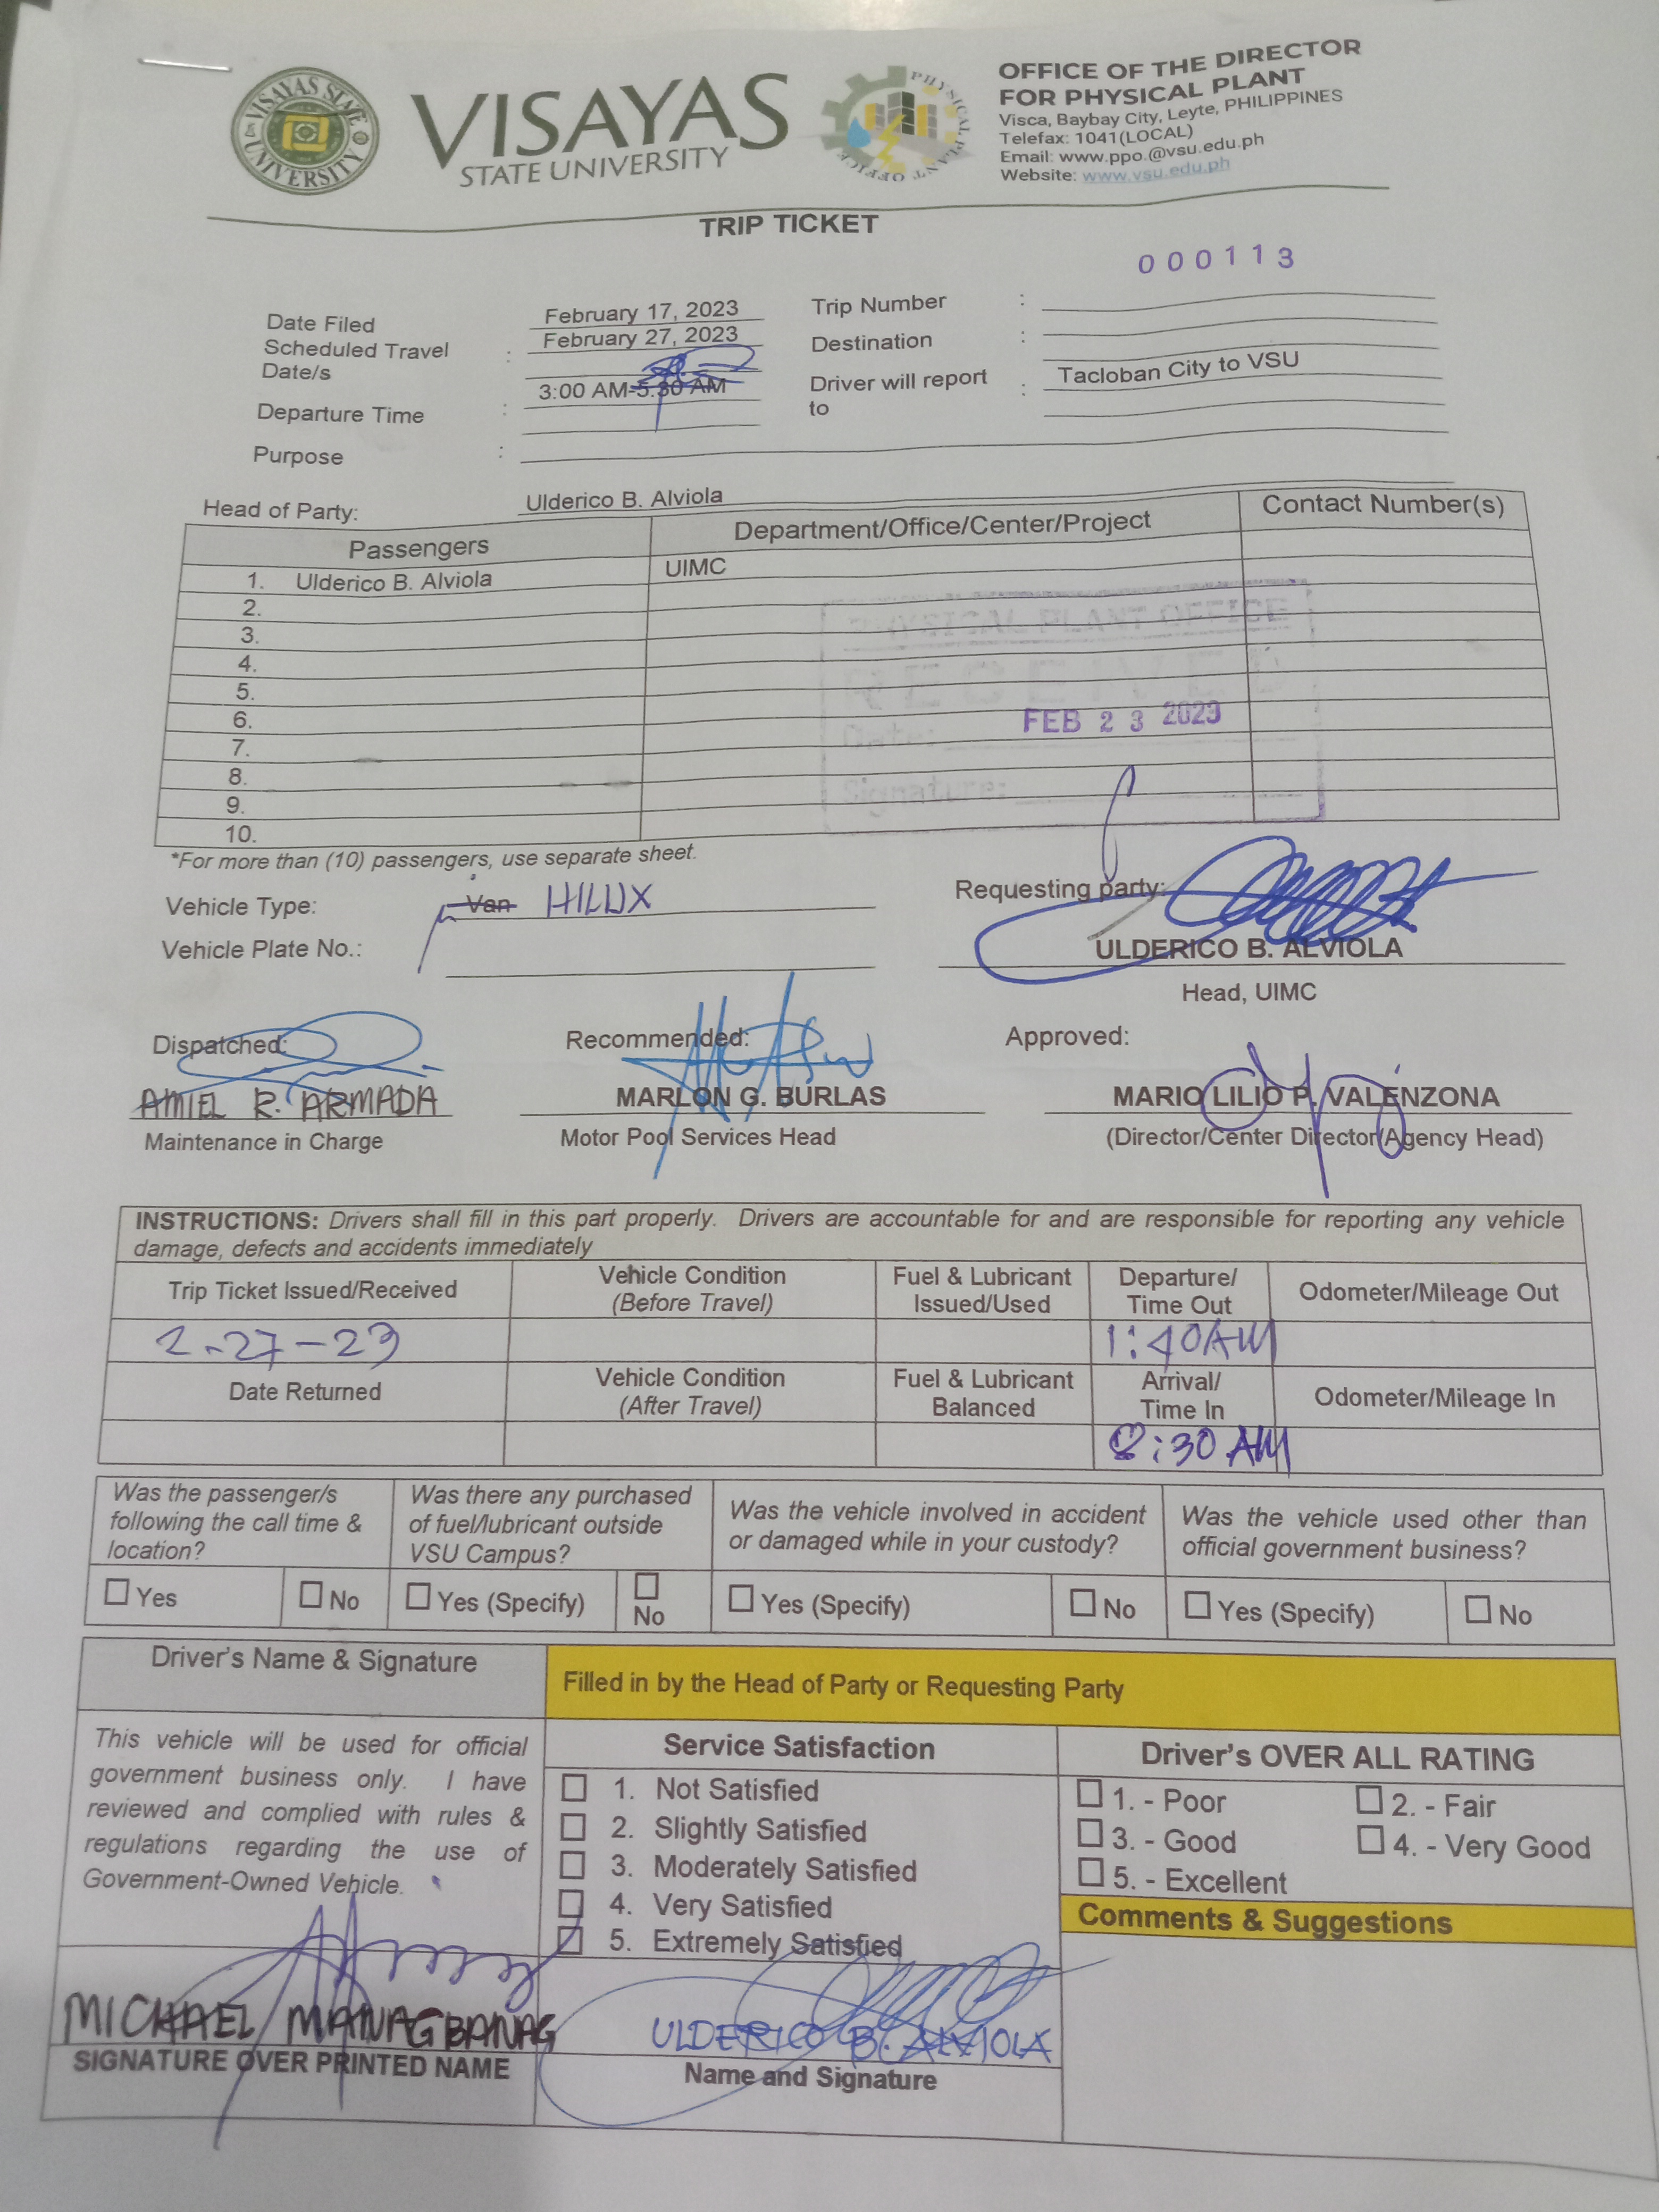 VISAYAS STATE UNIVERSITY
VISAYAS
STATE UNIVERSITY
PHYSICAL PLANT OFFICE
OFFICE OF THE DIRECTOR
FOR PHYSICAL PLANT
Visca, Baybay City, Leyte, PHILIPPINES
Telefax: 1041(LOCAL)
Email: www.ppo.@vsu.edu.ph
Website: www.vsu.edu.ph
TRIP TICKET
000113
Date Filed February 17, 2023 Trip Number :
Scheduled Travel Date/s : February 27, 2023 Destination :
Departure Time : 3:00 AM-5:30 AM Driver will report to : Tacloban City to VSU
Purpose :
Head of Party: Ulderico B. Alviola
Passengers Department/Office/Center/Project Contact Number(s)
1. Ulderico B. Alviola UIMC
2.
3.
4.
5.
6.
7.
8.
9.
10.
PHYSICAL PLANT OFFICE
RECEIVED
Date: FEB 23 2023
Signature:
*For more than (10) passengers, use separate sheet.
Vehicle Type: Van HILUX
Vehicle Plate No.:
Requesting party:
ULDERICO B. ALVIOLA
Head, UIMC
Dispatched: Recommended: Approved:
AMIEL R. ARMADA MARLON G. BURLAS MARIO LILIO P. VALENZONA
Maintenance in Charge Motor Pool Services Head (Director/Center Director/Agency Head)
INSTRUCTIONS: Drivers shall fill in this part properly. Drivers are accountable for and are responsible for reporting any vehicle
damage, defects and accidents immediately
Trip Ticket Issued/Received Vehicle Condition (Before Travel) Fuel & Lubricant Issued/Used Departure/ Time Out Odometer/Mileage Out
2-27-23 1:40AM
Date Returned Vehicle Condition (After Travel) Fuel & Lubricant Balanced Arrival/ Time In Odometer/Mileage In
8:30 AM
Was the passenger/s following the call time & location? Was there any purchased of fuel/lubricant outside VSU Campus? Was the vehicle involved in accident or damaged while in your custody? Was the vehicle used other than official government business?
Yes No Yes (Specify) No Yes (Specify) No Yes (Specify) No
Driver's Name & Signature
Filled in by the Head of Party or Requesting Party
This vehicle will be used for official
government business only. I have
reviewed and complied with rules &
regulations regarding the use of
Government-Owned Vehicle.
MICHAEL MANAGBANAG
SIGNATURE OVER PRINTED NAME
Service Satisfaction
1. Not Satisfied
2. Slightly Satisfied
3. Moderately Satisfied
4. Very Satisfied
5. Extremely Satisfied
ULDERICO B. ALVIOLA
Name and Signature
Driver's OVER ALL RATING
1. - Poor 2. - Fair
3. - Good 4. - Very Good
5. - Excellent
Comments & Suggestions